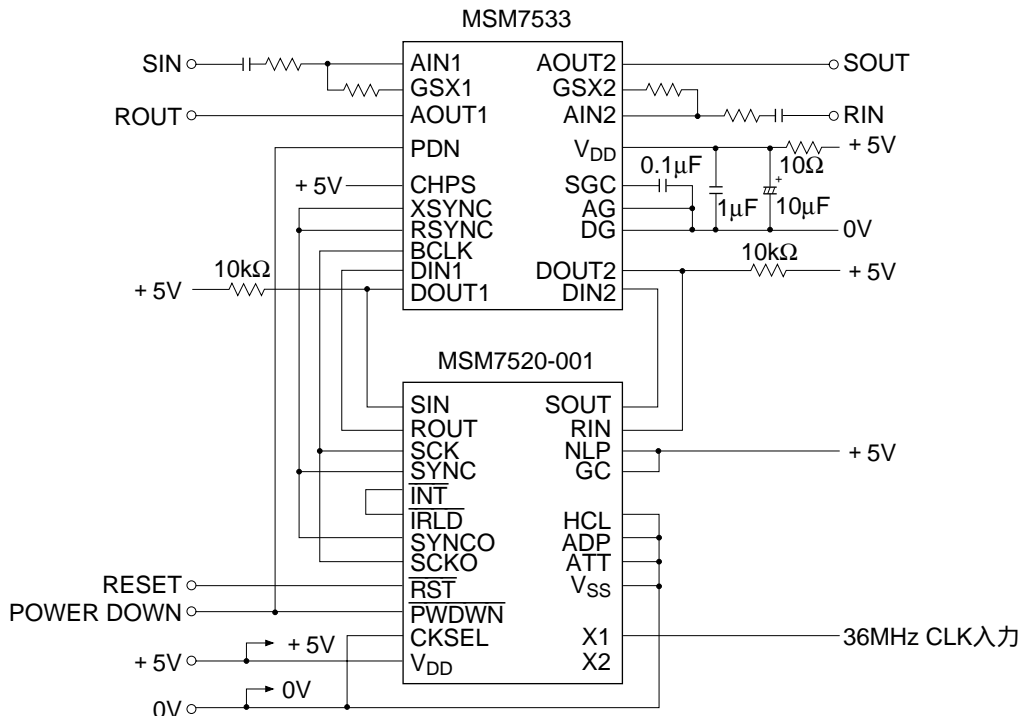 MSM7533
SIN
AIN1
AOUT2
SOUT
GSX1
GSX2
ROUT
AOUT1
AIN2
RIN
PDN
VDD
10Ω
+5V
+5V
CHPS
SGC
0.1μF
1μF
10μF
XSYNC
AG
RSYNC
DG
0V
BCLK
DIN1
DOUT2
10kΩ
+5V
+5V
10kΩ
DOUT1
DIN2
MSM7520-001
SIN
SOUT
ROUT
RIN
SCK
NLP
+5V
SYNC
GC
INT
IRLD
HCL
SYNCO
ADP
SCKO
ATT
RESET
RST
VSS
POWER DOWN
PWDWN
CKSEL
X1
36MHz CLK入力
+5V
+5V
VDD
X2
0V
0V